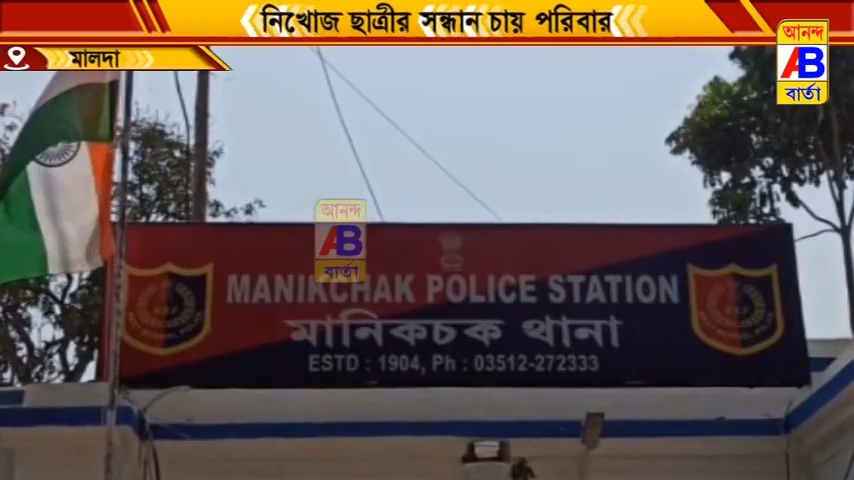 নিখোজ ছাত্রীর সন্ধান চায় পরিবার
মালদা
আনন্দ
AB
বার্তা
আনন্দ
AB
বার্তা
MANIKCHAK POLICE STATION
মানিকচক থানা
ESTD : 1904, Ph : 03512-272333